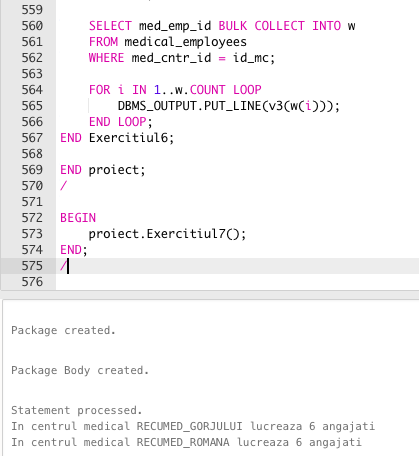 559
560 SELECT med_emp_id BULK COLLECT INTO w
561 FROM medical_employees
562 WHERE med_cntr_id = id_mc;
563
564 FOR i IN 1..w.COUNT LOOP
565 DBMS_OUTPUT.PUT_LINE(v3(w(i)));
566 END LOOP;
567 END Exercitiul6;
568
569 END proiect;
570 /
571
572 BEGIN
573 proiect.Exercitiul7();
574 END;
575 /
576
Package created.
Package Body created.
Statement processed.
In centrul medical RECUMED_GORJULUI lucreaza 6 angajati
In centrul medical RECUMED_ROMANA lucreaza 6 angajati